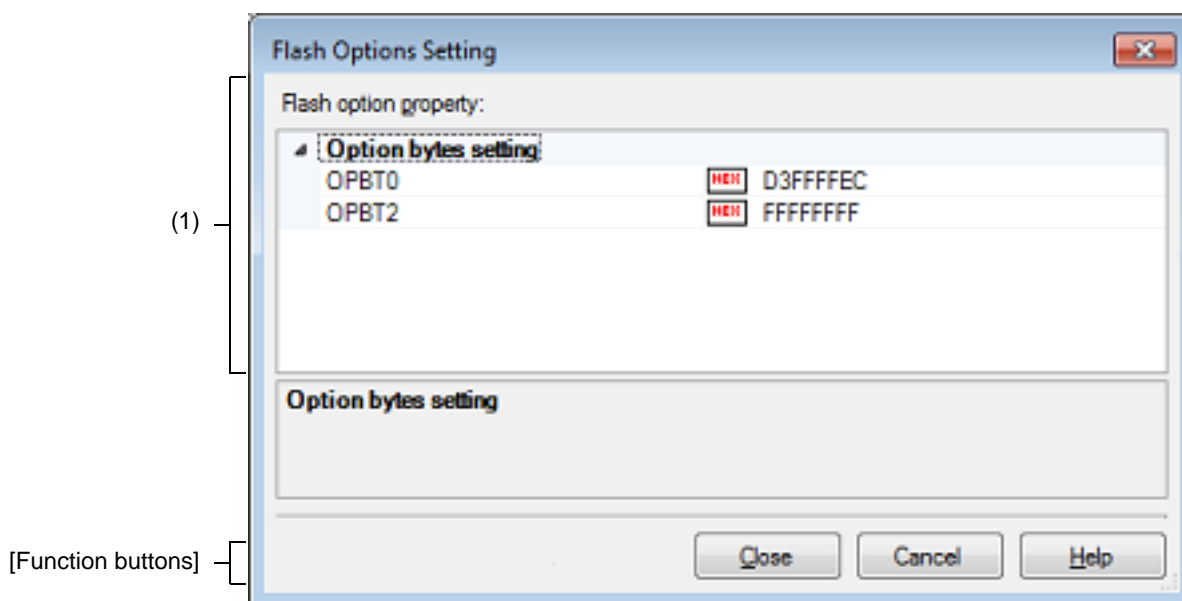 Flash Options Setting
Flash option property:
Option bytes setting
OPBT0 HEX D3FFFFEC
OPBT2 HEX FFFFFFFF
(1)
Option bytes setting
[Function buttons]
Close Cancel Help